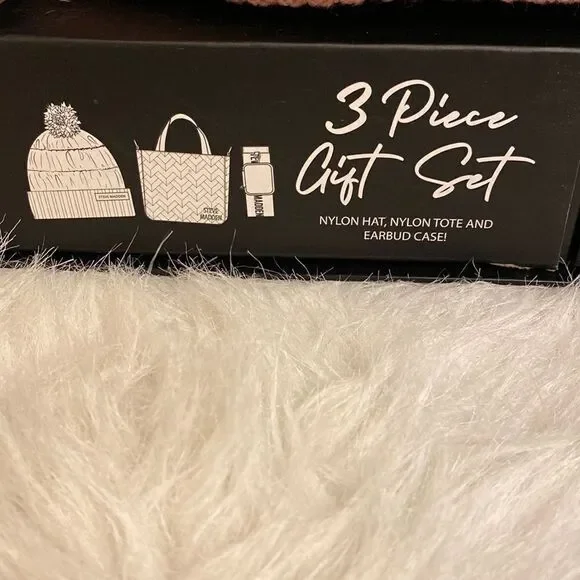 3 Piece
Gift Set
NYLON HAT, NYLON TOTE AND
EARBUD CASE!
STEVE MADDEN
STEVE
MADDEN
MADDEN